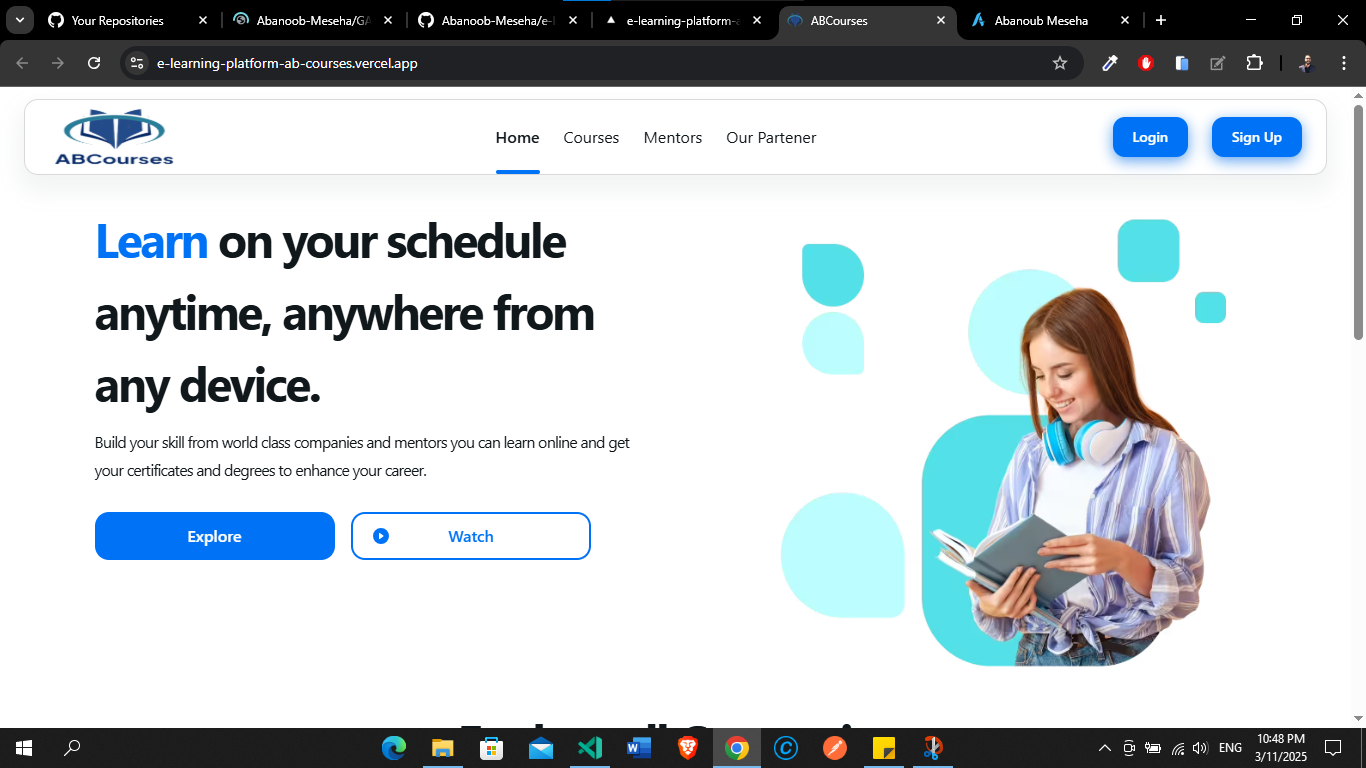 Your Repositories
Abanoob-Meseha/GA
Abanoob-Meseha/e-l
e-learning-platform-a
ABCourses
Abanoub Meseha
e-learning-platform-ab-courses.vercel.app
ABCourses
Home
Courses
Mentors
Our Partener
Login
Sign Up
Learn on your schedule
anytime, anywhere from
any device.
Build your skill from world class companies and mentors you can learn online and get
your certificates and degrees to enhance your career.
Explore
Watch
ENG
10:48 PM
3/11/2025